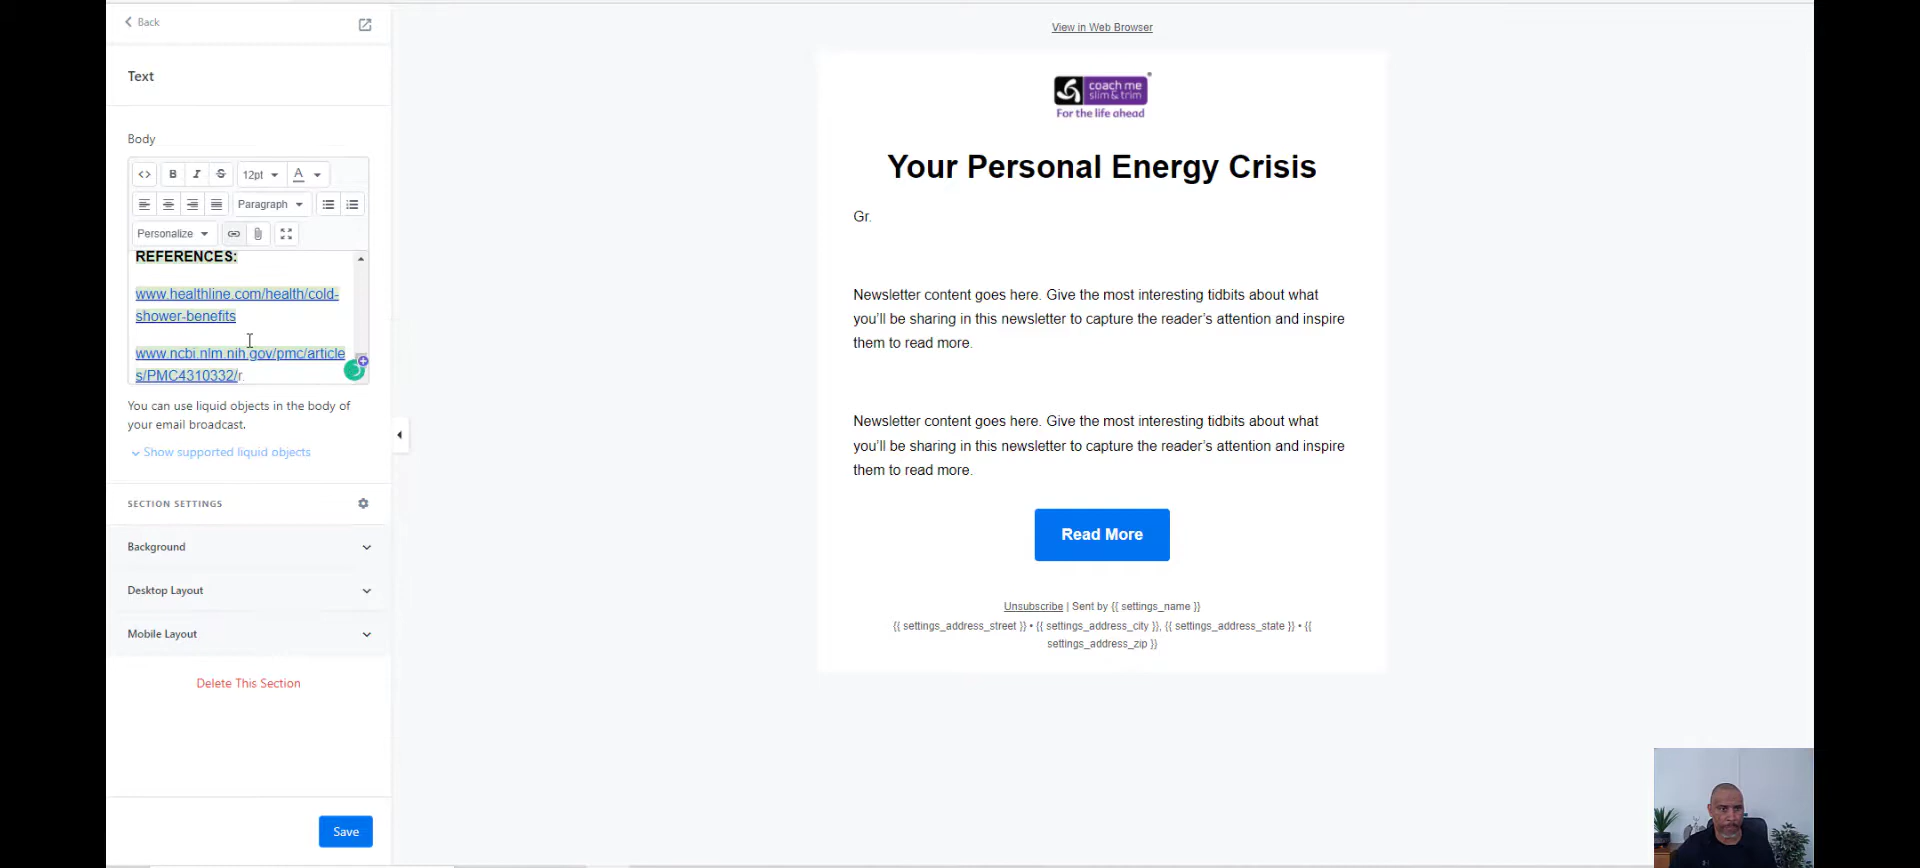 Back
Text
Body
B I S 12pt A
Paragraph
Personalize
REFERENCES:
www.healthline.com/health/cold-
shower-benefits
www.ncbi.nlm.nih.gov/pmc/article
s/PMC4310332/r.
You can use liquid objects in the body of
your email broadcast.
Show supported liquid objects
SECTION SETTINGS
Background
Desktop Layout
Mobile Layout
Delete This Section
Save
View in Web Browser
coach me
slim & trim
For the life ahead
Your Personal Energy Crisis
Gr.
Newsletter content goes here. Give the most interesting tidbits about what
you’ll be sharing in this newsletter to capture the reader’s attention and inspire
them to read more.
Newsletter content goes here. Give the most interesting tidbits about what
you’ll be sharing in this newsletter to capture the reader’s attention and inspire
them to read more.
Read More
Unsubscribe | Sent by {{ settings_name }}
{{ settings_address_street }} • {{ settings_address_city }}, {{ settings_address_state }} • {{
settings_address_zip }}